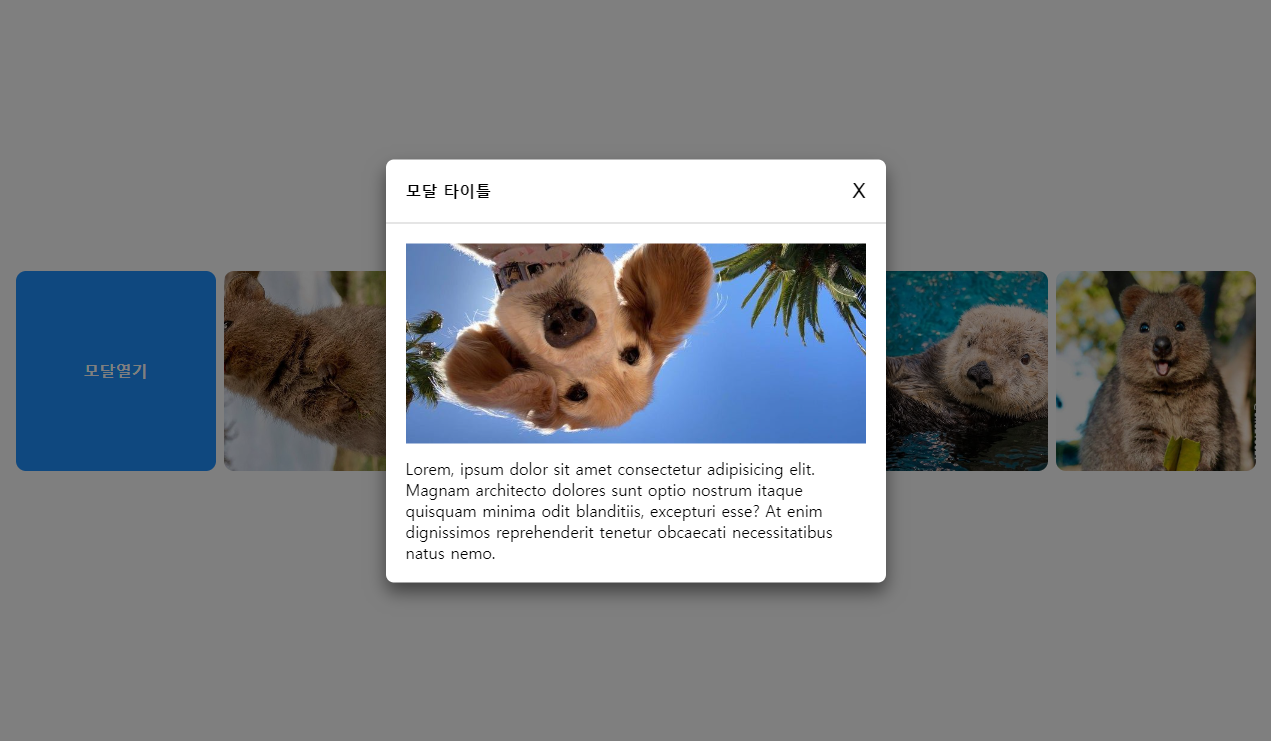 모달 타이틀
X
모달열기
Lorem, ipsum dolor sit amet consectetur adipisicing elit.
Magnam architecto dolores sunt optio nostrum itaque
quisquam minima odit blanditiis, excepturi esse? At enim
dignissimos reprehenderit tenetur obcaecati necessitatibus
natus nemo.